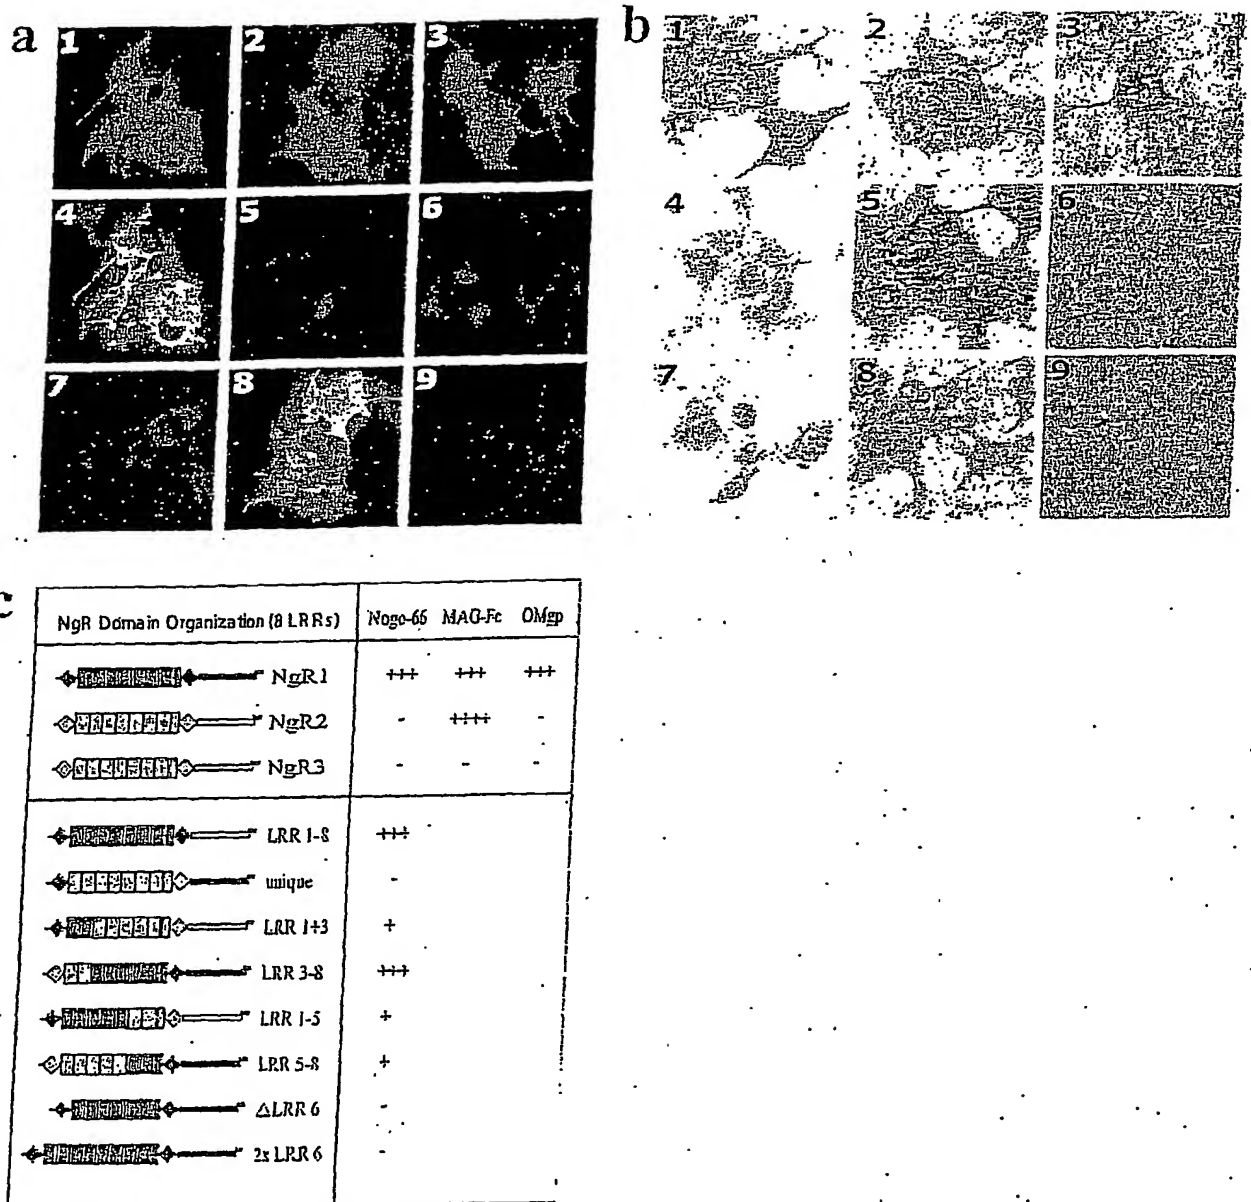 a
1 2 3
4 5 6
7 8 9
b
1 2 3
4 5 6
7 8 9
c
NgR Domain Organization (8 LRRs) Nogo-66 MAG-Fc OMgp
NgR1 +++ +++ +++
NgR2 - ++++ -
NgR3 - - -
LRR 1-8 +++
unique -
LRR 1+3 +
LRR 3-8 +++
LRR 1-5 +
LRR 5-8 +
△LRR 6 -
2x LRR 6 -